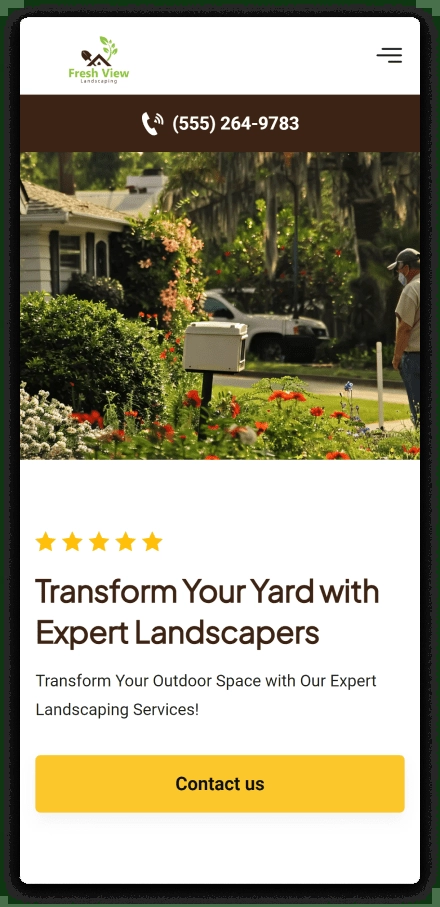 Fresh View
Landscaping
(555) 264-9783
Transform Your Yard with
Expert Landscapers
Transform Your Outdoor Space with Our Expert
Landscaping Services!
Contact us